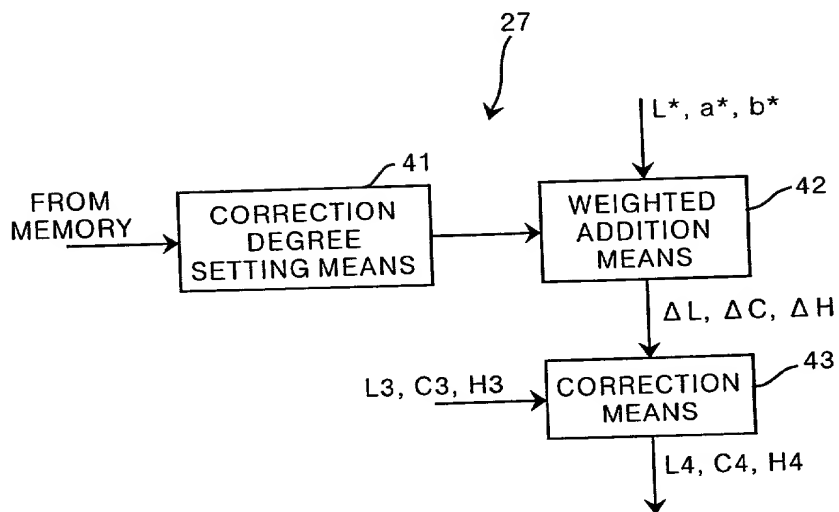 27
L*, a*, b*
41
42
FROM
MEMORY
CORRECTION
DEGREE
SETTING MEANS
WEIGHTED
ADDITION
MEANS
ΔL, ΔC, ΔH
43
L3, C3, H3
CORRECTION
MEANS
L4, C4, H4